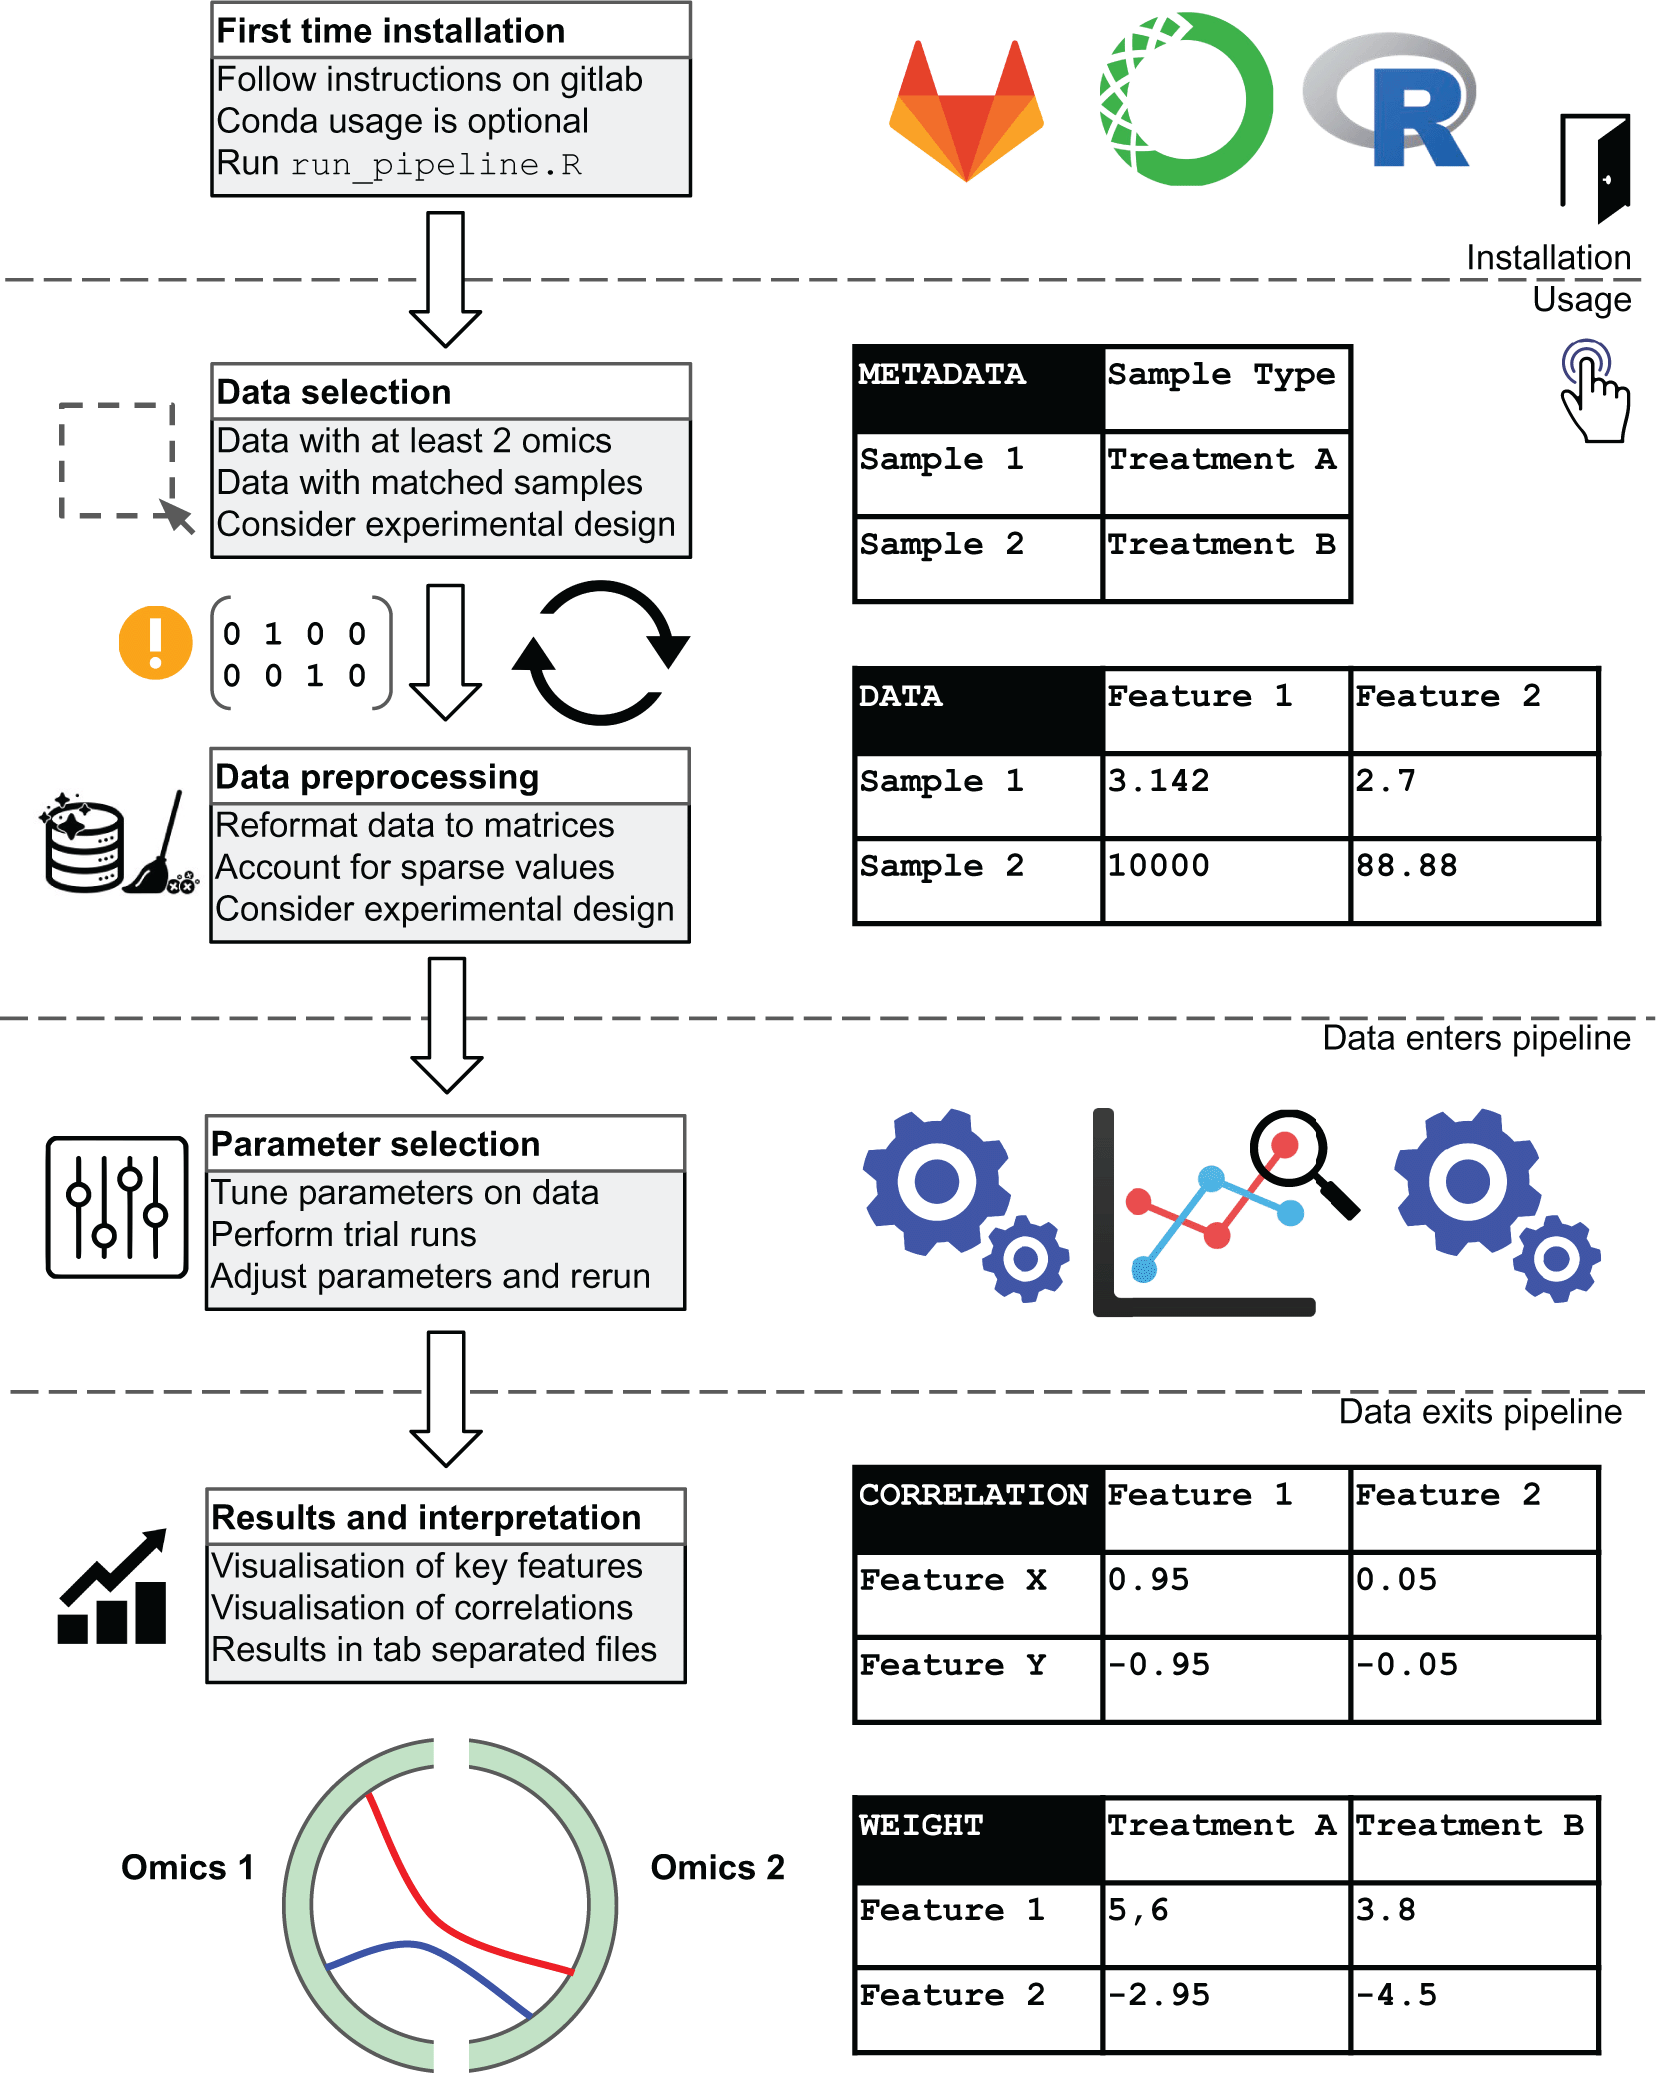 First time installation
Follow instructions on gitlab
Conda usage is optional
Run run_pipeline.R
R
Installation
Usage
Data selection
Data with at least 2 omics
Data with matched samples
Consider experimental design
METADATA Sample Type
Sample 1 Treatment A
Sample 2 Treatment B
!
0 1 0 0
0 0 1 0
DATA Feature 1 Feature 2
Sample 1 3.142 2.7
Sample 2 10000 88.88
Data preprocessing
Reformat data to matrices
Account for sparse values
Consider experimental design
Data enters pipeline
Parameter selection
Tune parameters on data
Perform trial runs
Adjust parameters and rerun
Data exits pipeline
Results and interpretation
Visualisation of key features
Visualisation of correlations
Results in tab separated files
CORRELATION Feature 1 Feature 2
Feature X 0.95 0.05
Feature Y -0.95 -0.05
Omics 1
Omics 2
WEIGHT Treatment A Treatment B
Feature 1 5,6 3.8
Feature 2 -2.95 -4.5